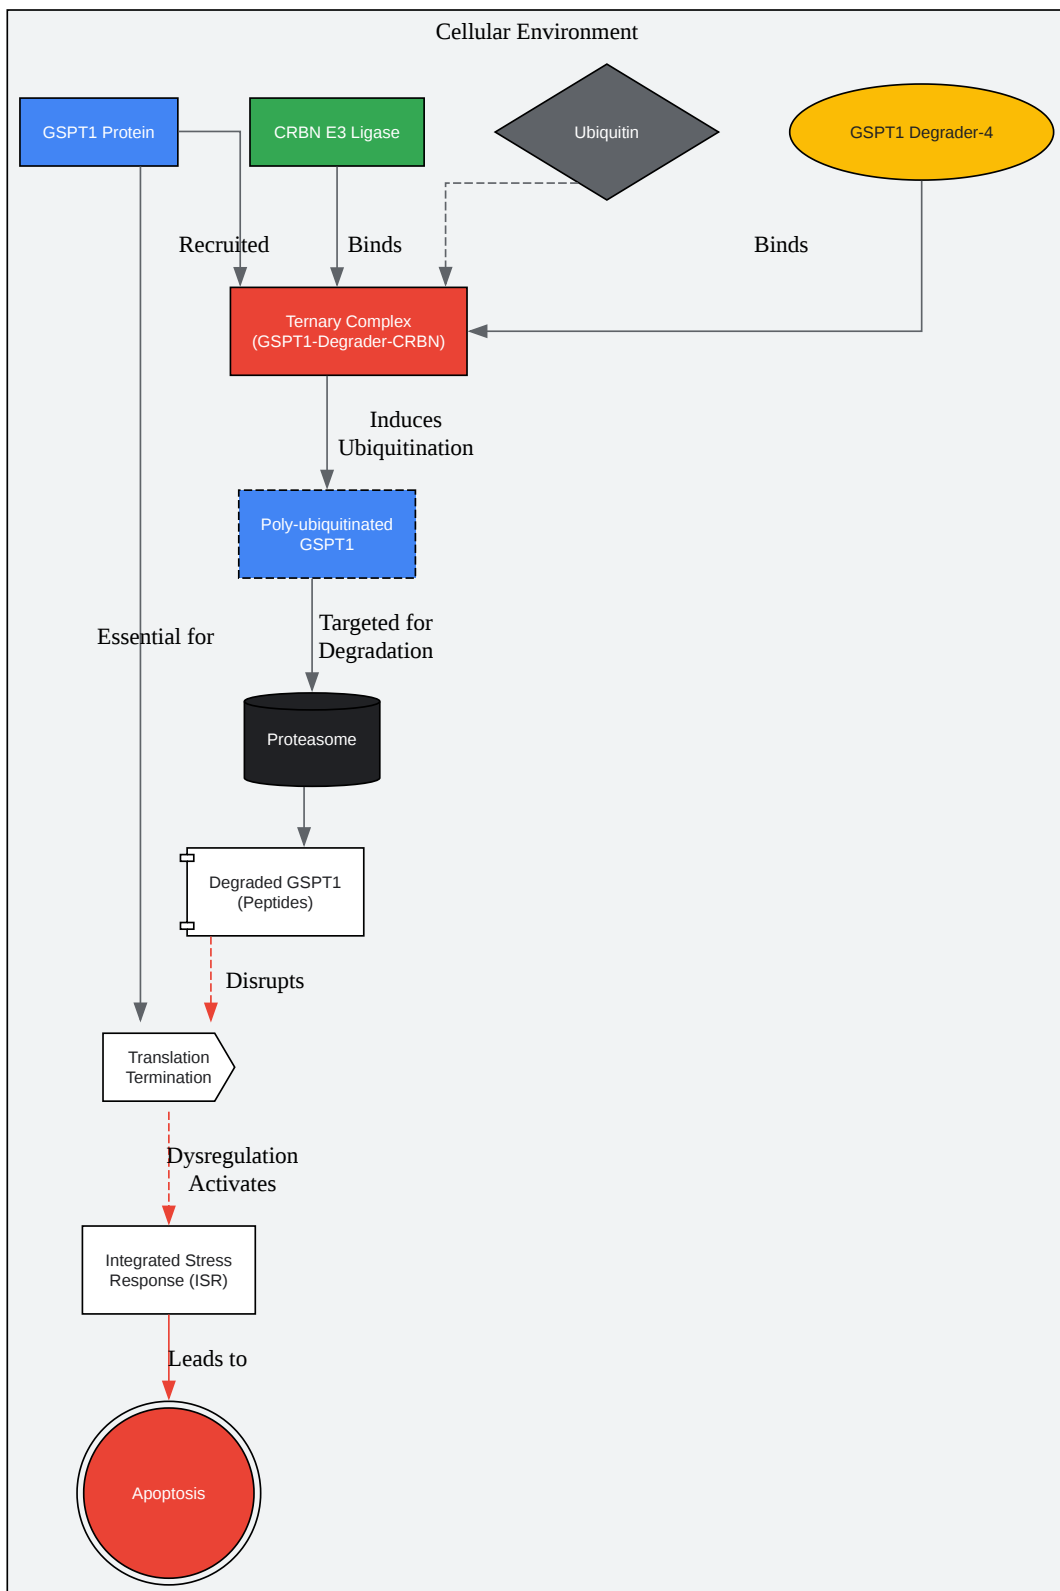 Cellular Environment
GSPT1 Protein
CRBN E3 Ligase
Ubiquitin
GSPT1 Degrader-4
Recruited
Binds
Binds
Ternary Complex
(GSPT1-Degrader-CRBN)
Induces
Ubiquitination
Poly-ubiquitinated
GSPT1
Essential for
Targeted for
Degradation
Proteasome
Degraded GSPT1
(Peptides)
Disrupts
Translation
Termination
Dysregulation
Activates
Integrated Stress
Response (ISR)
Leads to
Apoptosis